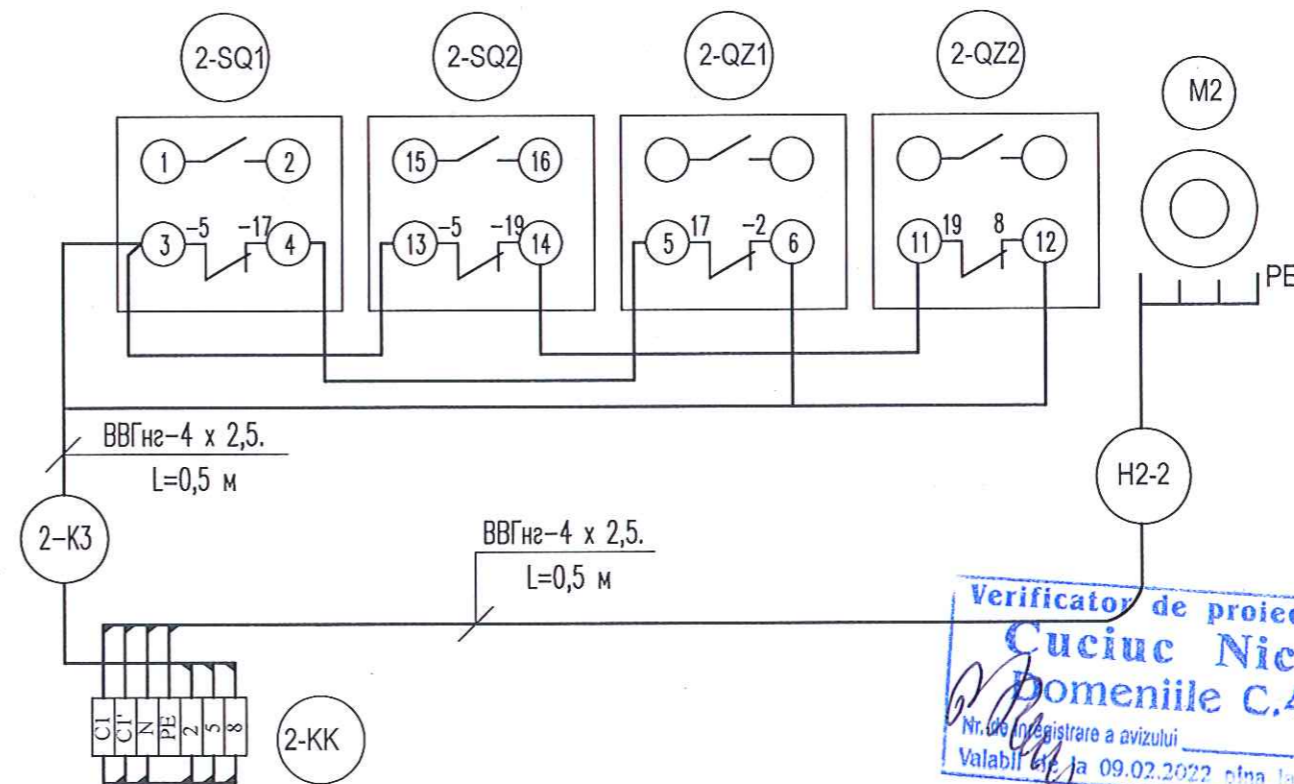 2-SQ1 2-SQ2 2-QZ1 2-QZ2
M2
1 2 15 16
3 -5 -17 4 13 -5 -19 14 5 17 -2 6 11 19 8 12
PE
ВВГнг-4 x 2,5.
L=0,5 м
H2-2
2-K3
ВВГнг-4 x 2,5.
L=0,5 м
C1 C1' N PE 2 5 8
2-KK
Verificator de proiec
Cuciuc Nic
Domeniile C.4
Nr. de înregistrare a avizului
Valabil de la 09.02.2022 pîna la